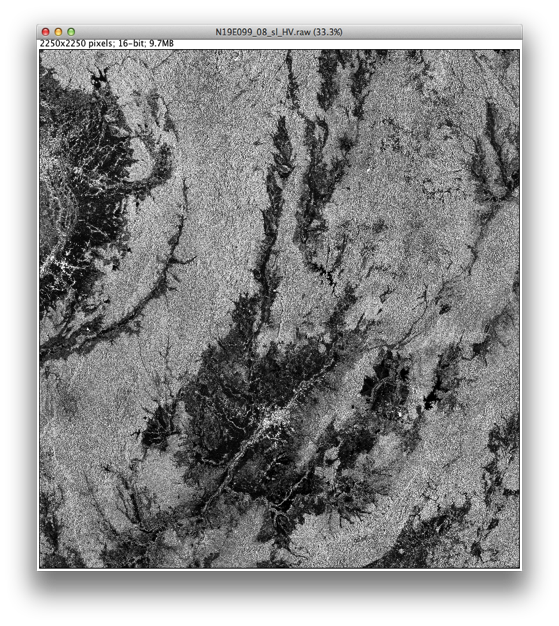 N19E099_08_sl_HV.raw (33.3%)
2250x2250 pixels; 16-bit; 9.7MB